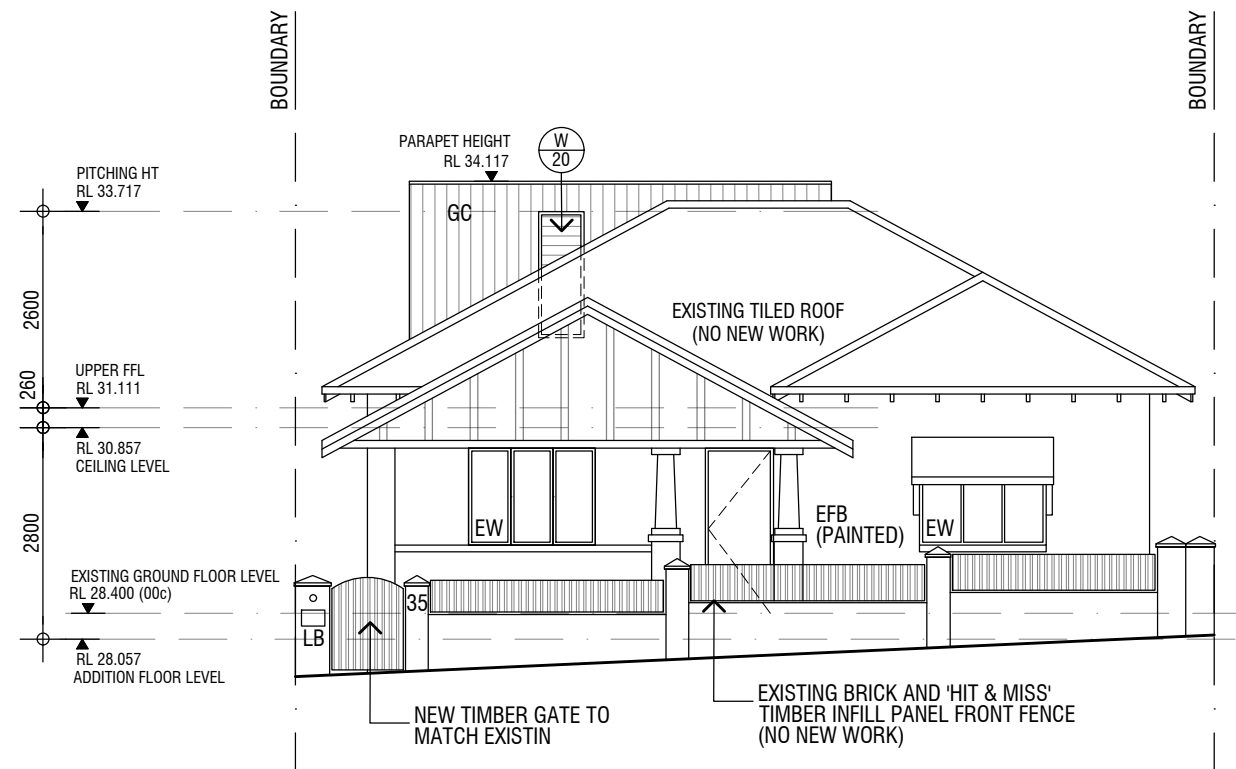 BOUNDARY
BOUNDARY
PARAPET HEIGHT
RL 34.117
W
20
PITCHING HT
RL 33.717
GC
2600
EXISTING TILED ROOF
(NO NEW WORK)
260
UPPER FFL
RL 31.111
RL 30.857
CEILING LEVEL
2800
EW
EFB
(PAINTED)
EW
EXISTING GROUND FLOOR LEVEL
RL 28.400 (00c)
35
LB
RL 28.057
ADDITION FLOOR LEVEL
NEW TIMBER GATE TO
MATCH EXISTIN
EXISTING BRICK AND 'HIT & MISS'
TIMBER INFILL PANEL FRONT FENCE
(NO NEW WORK)